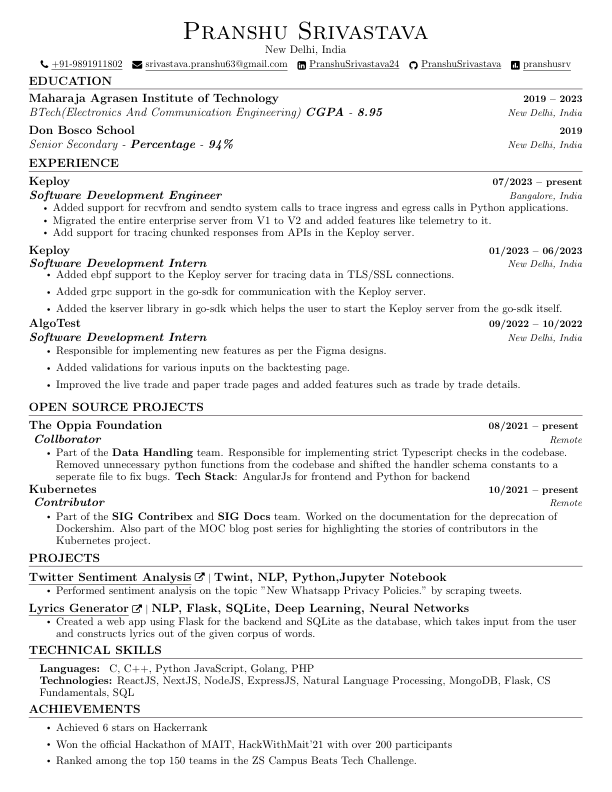 PRANSHU SRIVASTAVA
New Delhi, India
+91-9891911802 srivastava.pranshu63@gmail.com PranshuSrivastava24 PranshuSrivastava pranshusrv
EDUCATION
Maharaja Agrasen Institute of Technology 2019 – 2023
BTech(Electronics And Communication Engineering) CGPA - 8.95 New Delhi, India
Don Bosco School 2019
Senior Secondary - Percentage - 94% New Delhi, India
EXPERIENCE
Keploy 07/2023 – present
Software Development Engineer Bangalore, India
• Added support for recvfrom and sendto system calls to trace ingress and egress calls in Python applications.
• Migrated the entire enterprise server from V1 to V2 and added features like telemetry to it.
• Add support for tracing chunked responses from APIs in the Keploy server.
Keploy 01/2023 – 06/2023
Software Development Intern New Delhi, India
• Added ebpf support to the Keploy server for tracing data in TLS/SSL connections.
• Added grpc support in the go-sdk for communication with the Keploy server.
• Added the kserver library in go-sdk which helps the user to start the Keploy server from the go-sdk itself.
AlgoTest 09/2022 – 10/2022
Software Development Intern New Delhi, India
• Responsible for implementing new features as per the Figma designs.
• Added validations for various inputs on the backtesting page.
• Improved the live trade and paper trade pages and added features such as trade by trade details.
OPEN SOURCE PROJECTS
The Oppia Foundation 08/2021 – present
Collborator Remote
• Part of the Data Handling team. Responsible for implementing strict Typescript checks in the codebase.
Removed unnecessary python functions from the codebase and shifted the handler schema constants to a
seperate file to fix bugs. Tech Stack: AngularJs for frontend and Python for backend
Kubernetes 10/2021 – present
Contributor Remote
• Part of the SIG Contribex and SIG Docs team. Worked on the documentation for the deprecation of
Dockershim. Also part of the MOC blog post series for highlighting the stories of contributors in the
Kubernetes project.
PROJECTS
Twitter Sentiment Analysis | Twint, NLP, Python,Jupyter Notebook
• Performed sentiment analysis on the topic "New Whatsapp Privacy Policies." by scraping tweets.
Lyrics Generator | NLP, Flask, SQLite, Deep Learning, Neural Networks
• Created a web app using Flask for the backend and SQLite as the database, which takes input from the user
and constructs lyrics out of the given corpus of words.
TECHNICAL SKILLS
Languages: C, C++, Python JavaScript, Golang, PHP
Technologies: ReactJS, NextJS, NodeJS, ExpressJS, Natural Language Processing, MongoDB, Flask, CS
Fundamentals, SQL
ACHIEVEMENTS
• Achieved 6 stars on Hackerrank
• Won the official Hackathon of MAIT, HackWithMait'21 with over 200 participants
• Ranked among the top 150 teams in the ZS Campus Beats Tech Challenge.